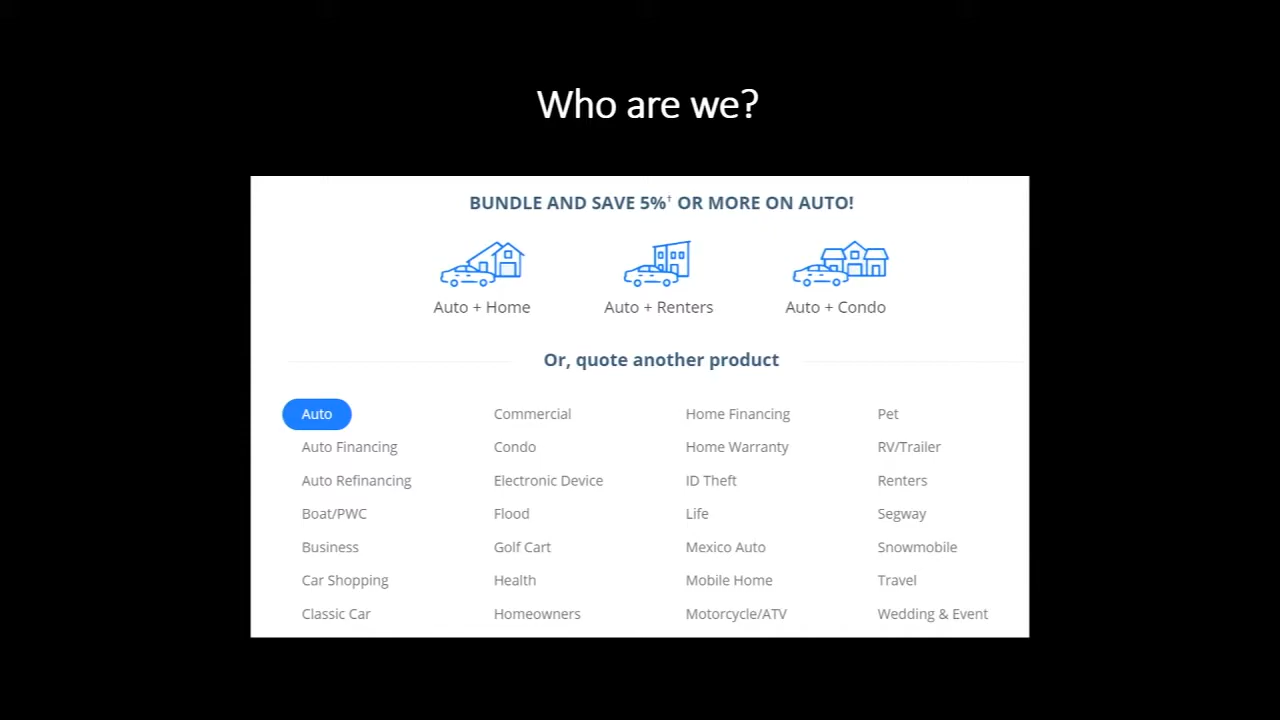 Who are we?
BUNDLE AND SAVE 5%† OR MORE ON AUTO!
Auto + Home
Auto + Renters
Auto + Condo
Or, quote another product
Auto
Auto Financing
Auto Refinancing
Boat/PWC
Business
Car Shopping
Classic Car
Commercial
Condo
Electronic Device
Flood
Golf Cart
Health
Homeowners
Home Financing
Home Warranty
ID Theft
Life
Mexico Auto
Mobile Home
Motorcycle/ATV
Pet
RV/Trailer
Renters
Segway
Snowmobile
Travel
Wedding & Event